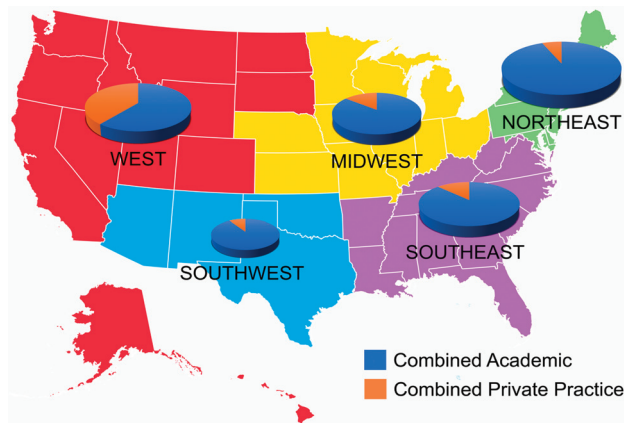 NORTHEAST
WEST
MIDWEST
SOUTHEAST
SOUTHWEST
Combined Academic
Combined Private Practice